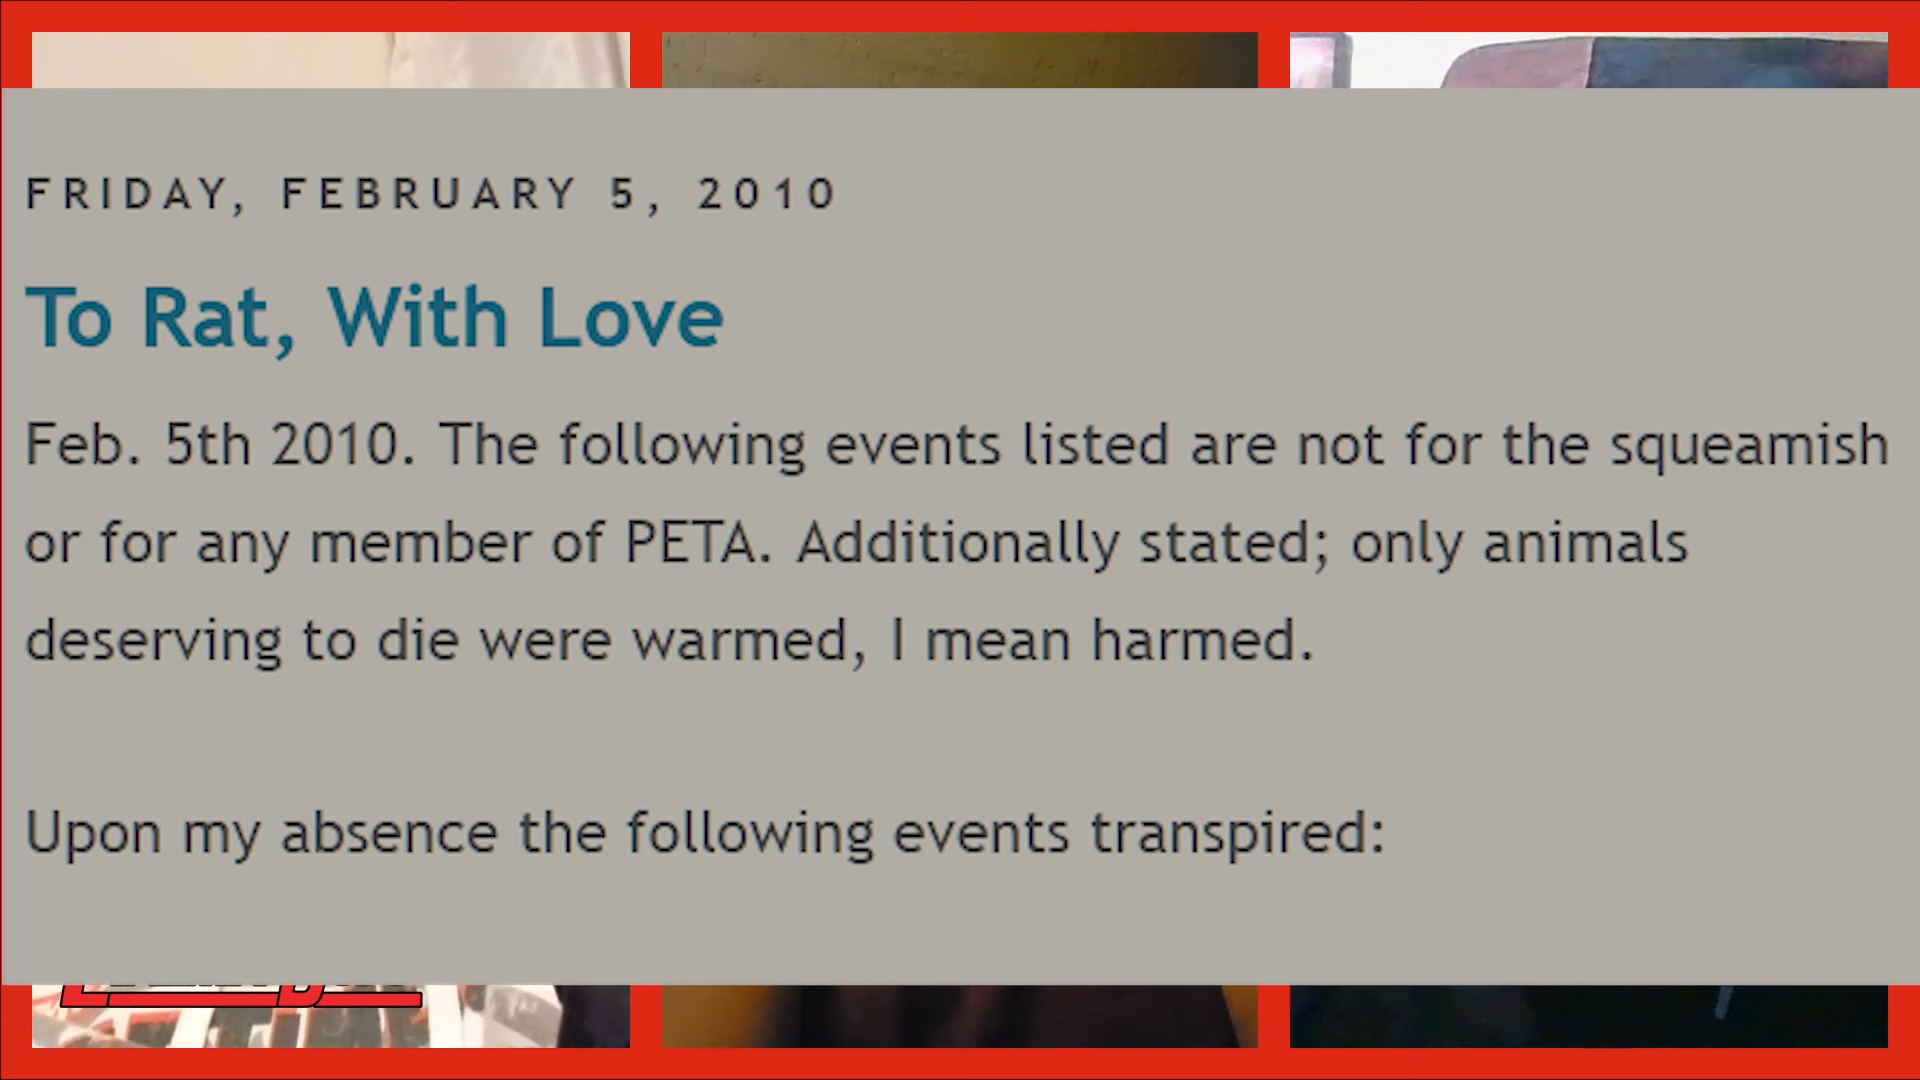 FRIDAY, FEBRUARY 5, 2010
To Rat, With Love
Feb. 5th 2010. The following events listed are not for the squeamish
or for any member of PETA. Additionally stated; only animals
deserving to die were warmed, I mean harmed.
Upon my absence the following events transpired: